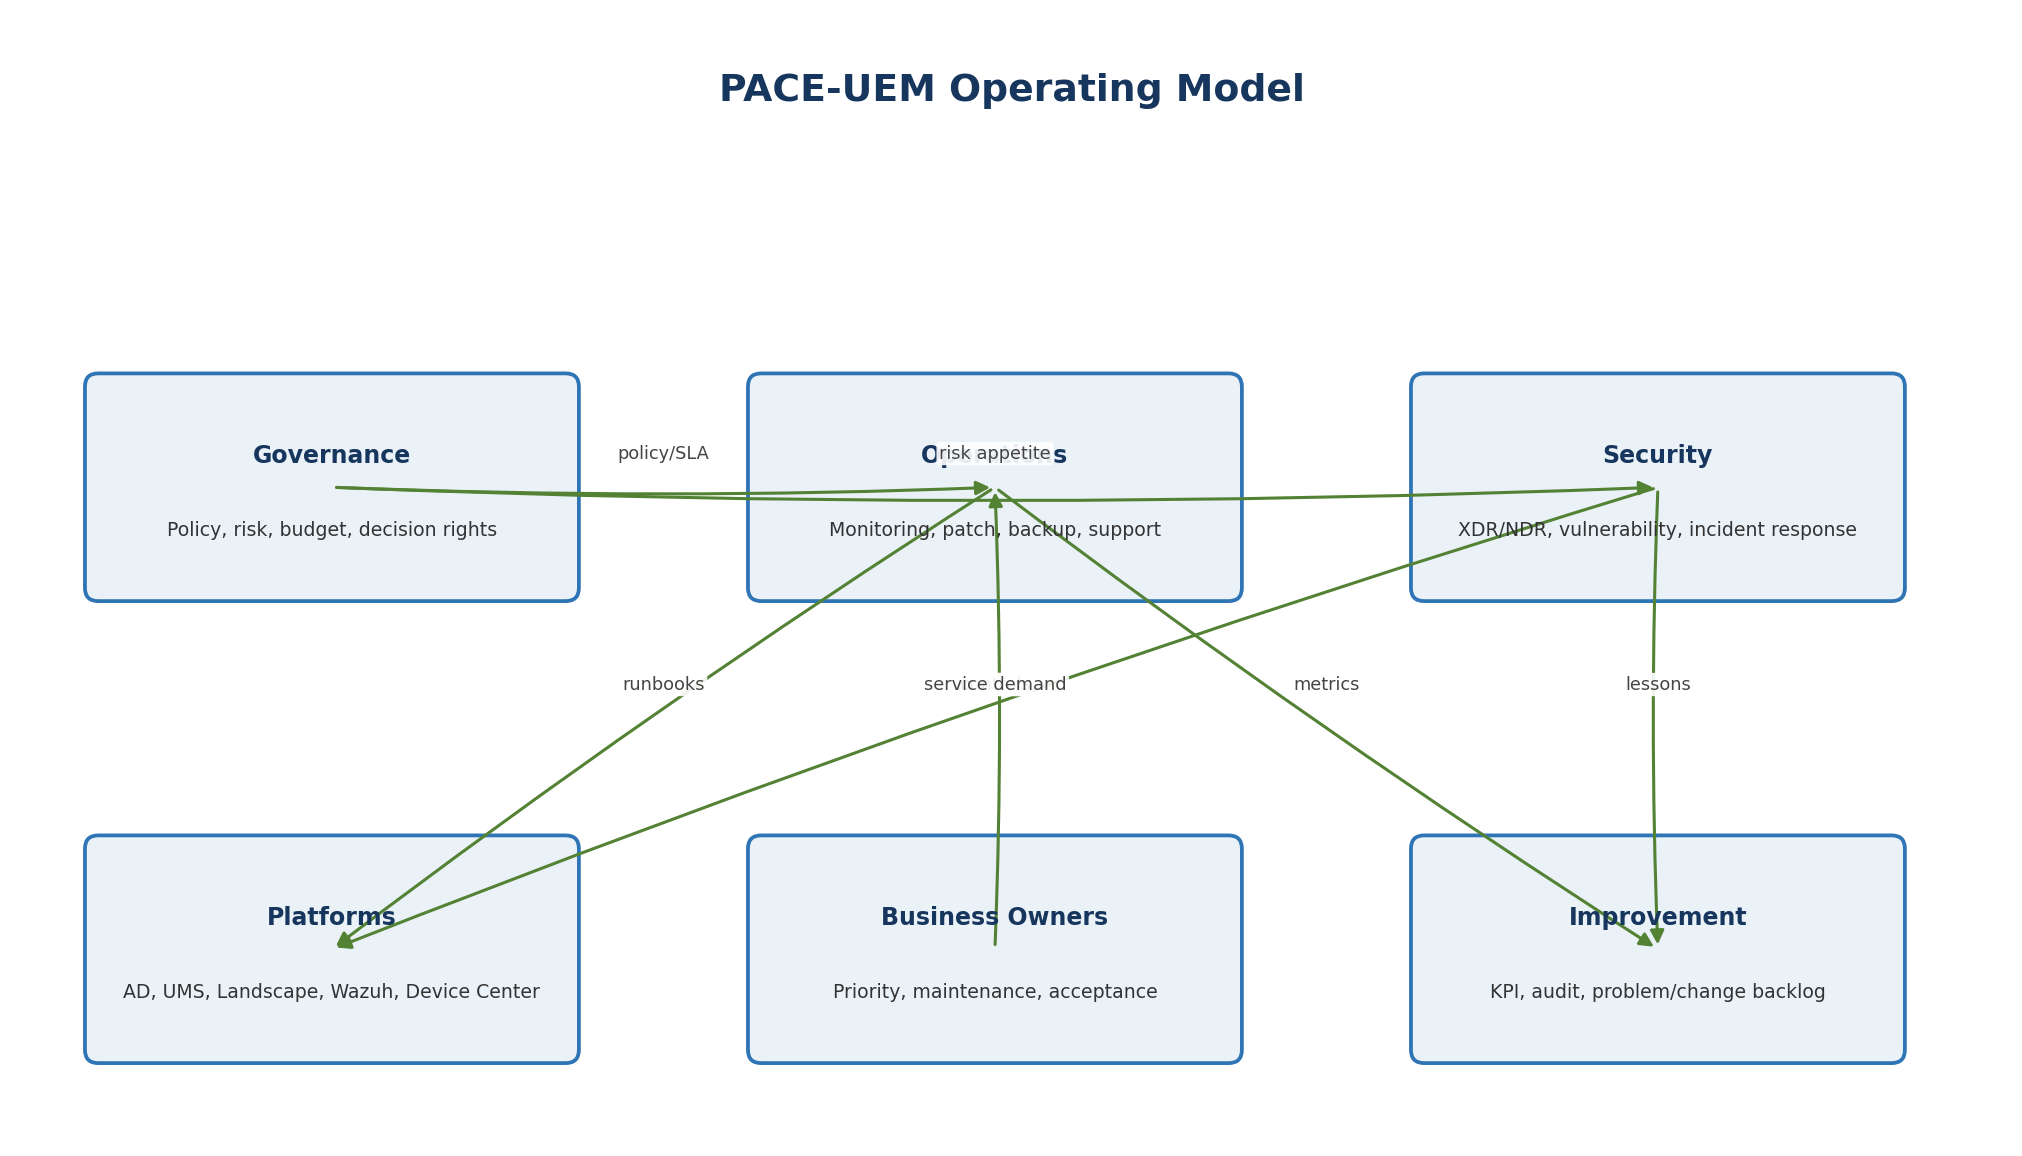 PACE-UEM Operating Model
Governance
policy/SLA
risk appetite
Security
Policy, risk, budget, decision rights
Monitoring, patch, backup, support
XDR/NDR, vulnerability, incident response
runbooks
service demand
metrics
lessons
Platforms
Business Owners
Improvement
AD, UMS, Landscape, Wazuh, Device Center
Priority, maintenance, acceptance
KPI, audit, problem/change backlog